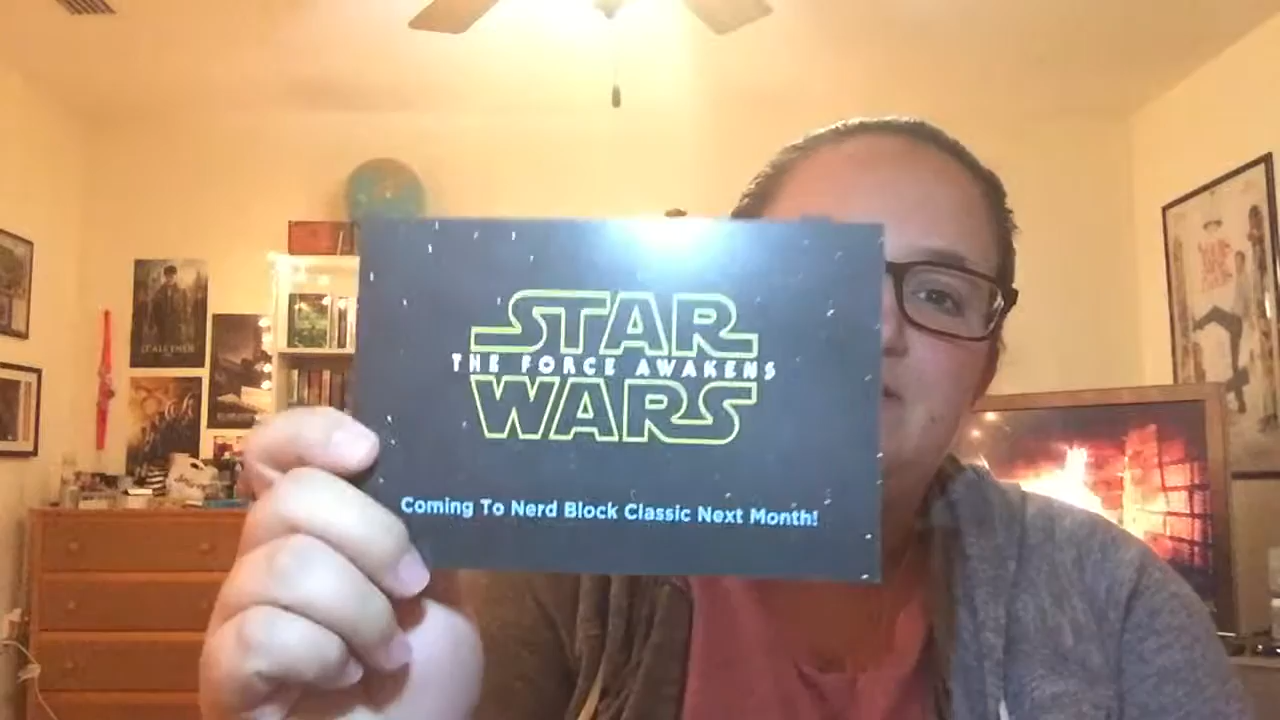 STAR
THE FORCE AWAKENS
WARS
Coming To Nerd Block Classic Next Month!